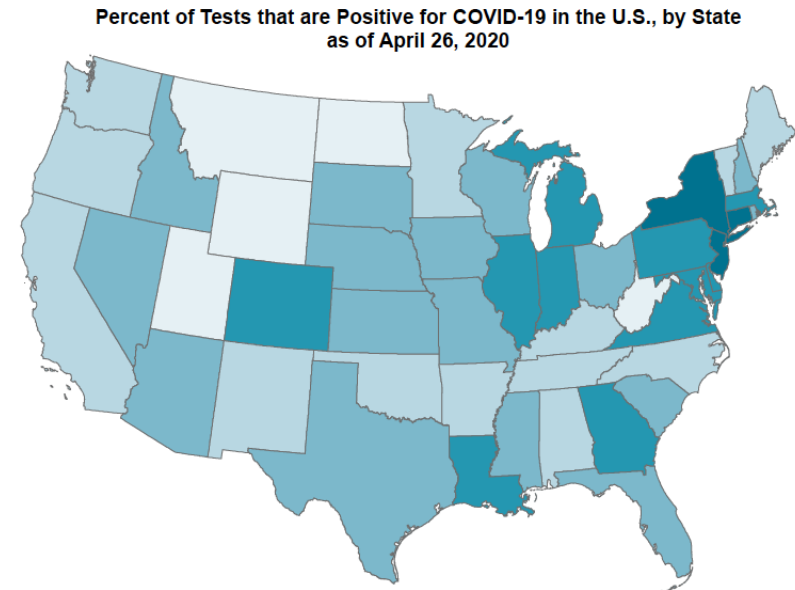 Percent of Tests that are Positive for COVID-19 in the U.S., by State
as of April 26, 2020